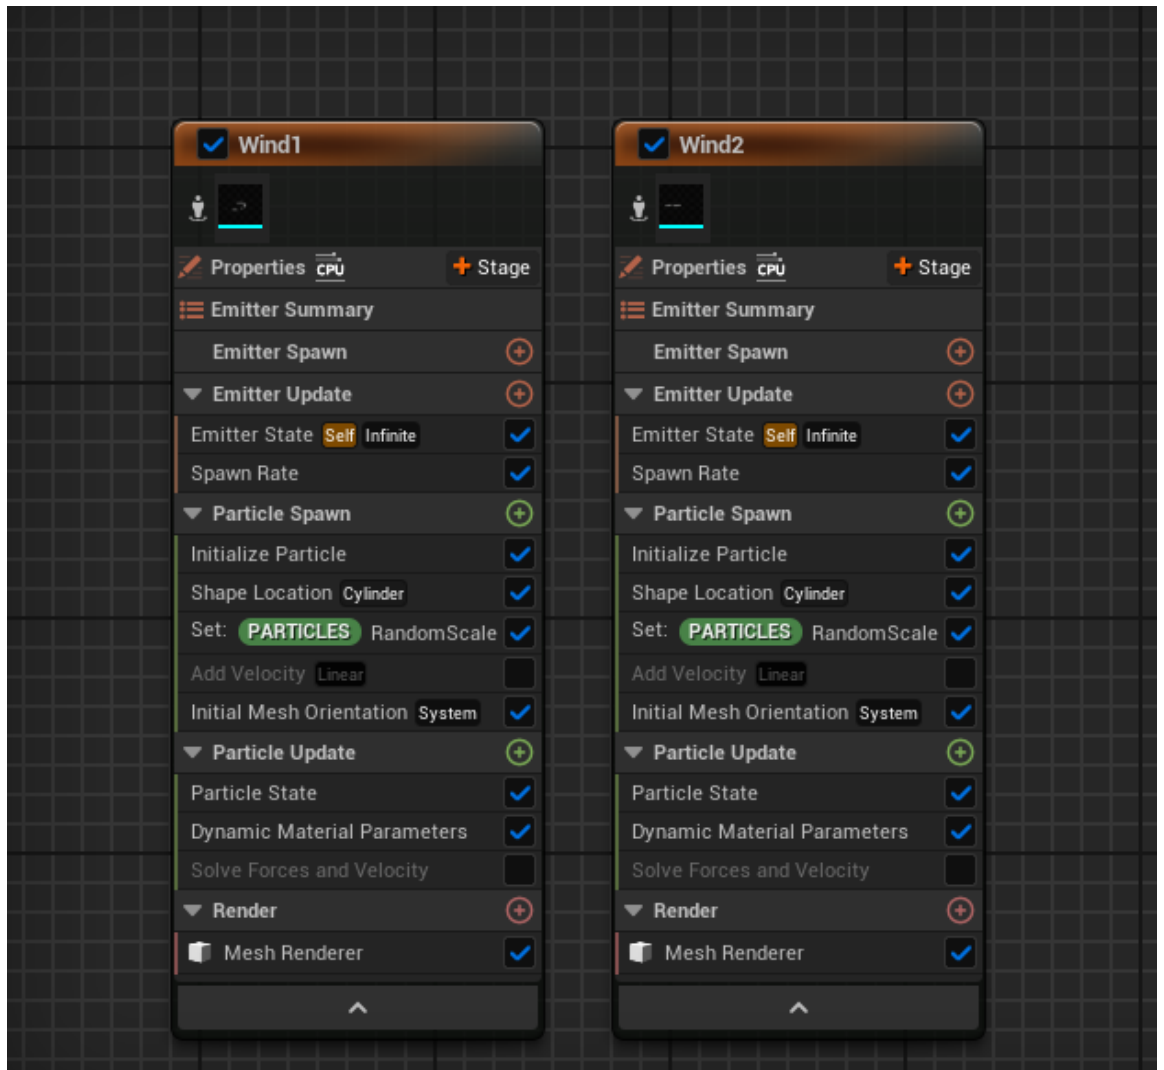 Wind1
Properties CPU + Stage
Emitter Summary
Emitter Spawn
Emitter Update
Emitter State Self Infinite
Spawn Rate
Particle Spawn
Initialize Particle
Shape Location Cylinder
Set: PARTICLES RandomScale
Add Velocity Linear
Initial Mesh Orientation System
Particle Update
Particle State
Dynamic Material Parameters
Solve Forces and Velocity
Render
Mesh Renderer
Wind2
Properties CPU + Stage
Emitter Summary
Emitter Spawn
Emitter Update
Emitter State Self Infinite
Spawn Rate
Particle Spawn
Initialize Particle
Shape Location Cylinder
Set: PARTICLES RandomScale
Add Velocity Linear
Initial Mesh Orientation System
Particle Update
Particle State
Dynamic Material Parameters
Solve Forces and Velocity
Render
Mesh Renderer